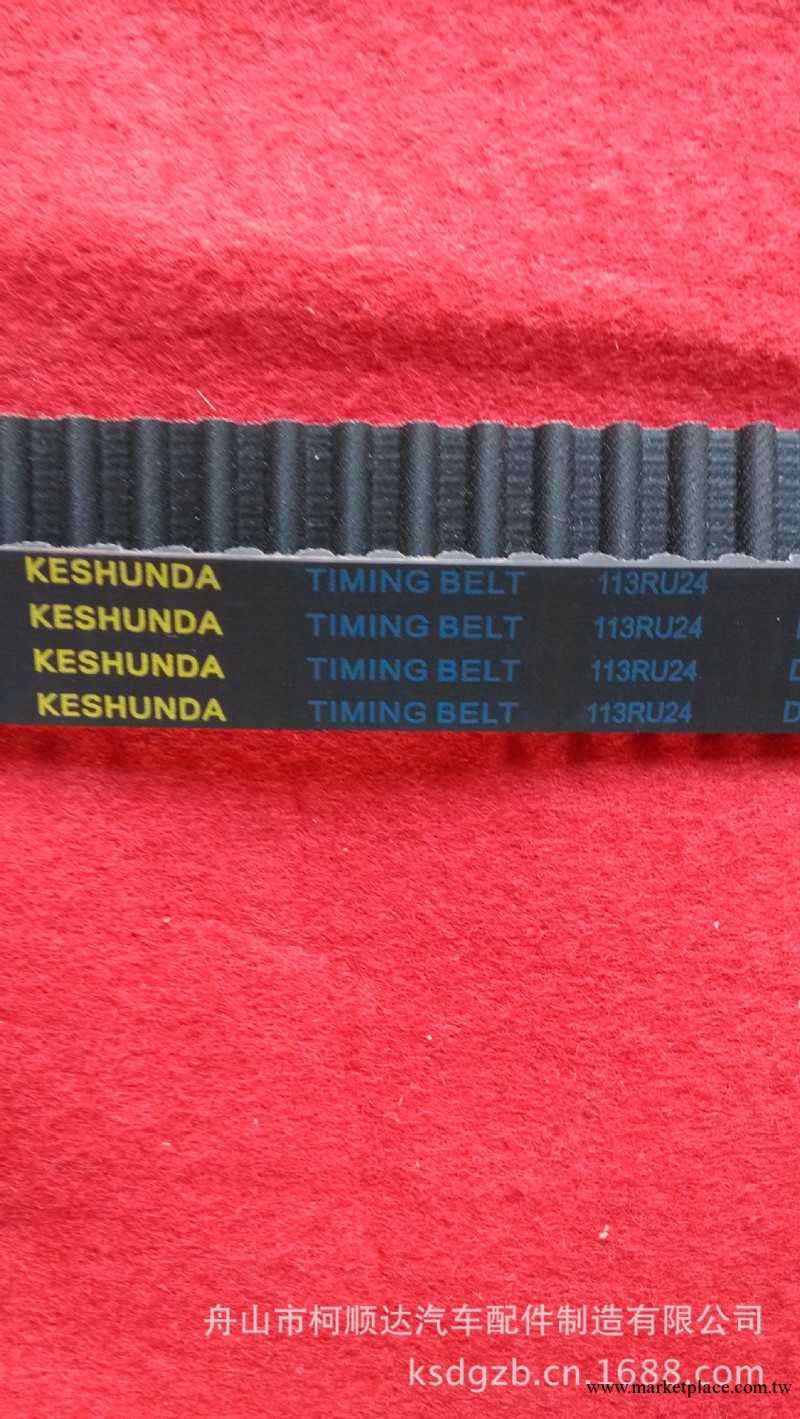 KESHUNDA TIMING BELT 113RU24
KESHUNDA TIMING BELT 113RU24
KESHUNDA TIMING BELT 113RU24 D
KESHUNDA TIMING BELT 113RU24 D
舟山市柯顺达汽车配件制造有限公司
ksdgzb.cn.1688.com
www.marketplace.com.tw